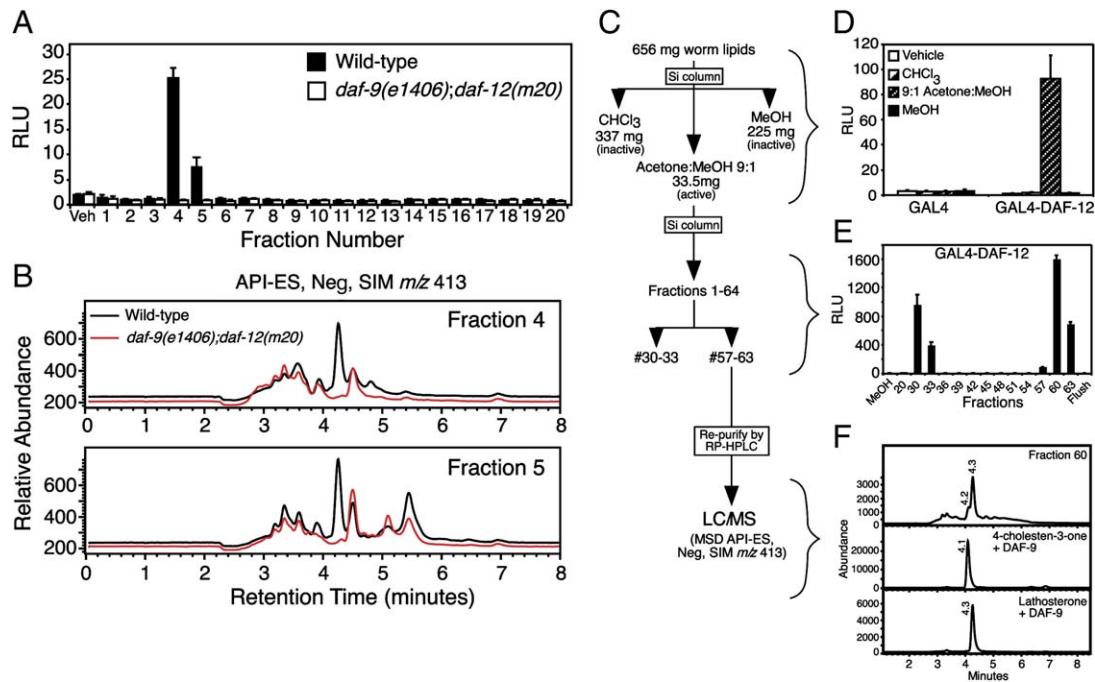 A
RLU
30
25
20
15
10
5
0
Wild-type
daf-9(e1406);daf-12(m20)
Veh 1 2 3 4 5 6 7 8 9 10 11 12 13 14 15 16 17 18 19 20
Fraction Number
B
API-ES, Neg, SIM m/z 413
Relative Abundance
Wild-type
daf-9(e1406);daf-12(m20)
Fraction 4
600
400
200
0 1 2 3 4 5 6 7 8
Fraction 5
600
400
200
0 1 2 3 4 5 6 7 8
Retention Time (minutes)
C
656 mg worm lipids
Si column
CHCl3
337 mg
(inactive)
MeOH
225 mg
(inactive)
Acetone:MeOH 9:1
33.5mg
(active)
Si column
Fractions 1-64
#30-33
#57-63
Re-purify by
RP-HPLC
LC/MS
(MSD API-ES,
Neg, SIM m/z 413)
D
RLU
120
100
80
60
40
20
0
Vehicle
CHCl3
9:1 Acetone:MeOH
MeOH
GAL4 GAL4-DAF-12
E
GAL4-DAF-12
RLU
1600
1200
800
400
0
MeOH 20 30 33 36 39 42 45 48 51 54 57 60 63 Flush
Fractions
F
Abundance
Fraction 60
4.2
4.3
3000
2000
1000
0
4-cholesten-3-one
+ DAF-9
4.1
20000
10000
0
Lathosterone
+ DAF-9
4.3
6000
4000
2000
0
2 3 4 5 6 7 8
Minutes